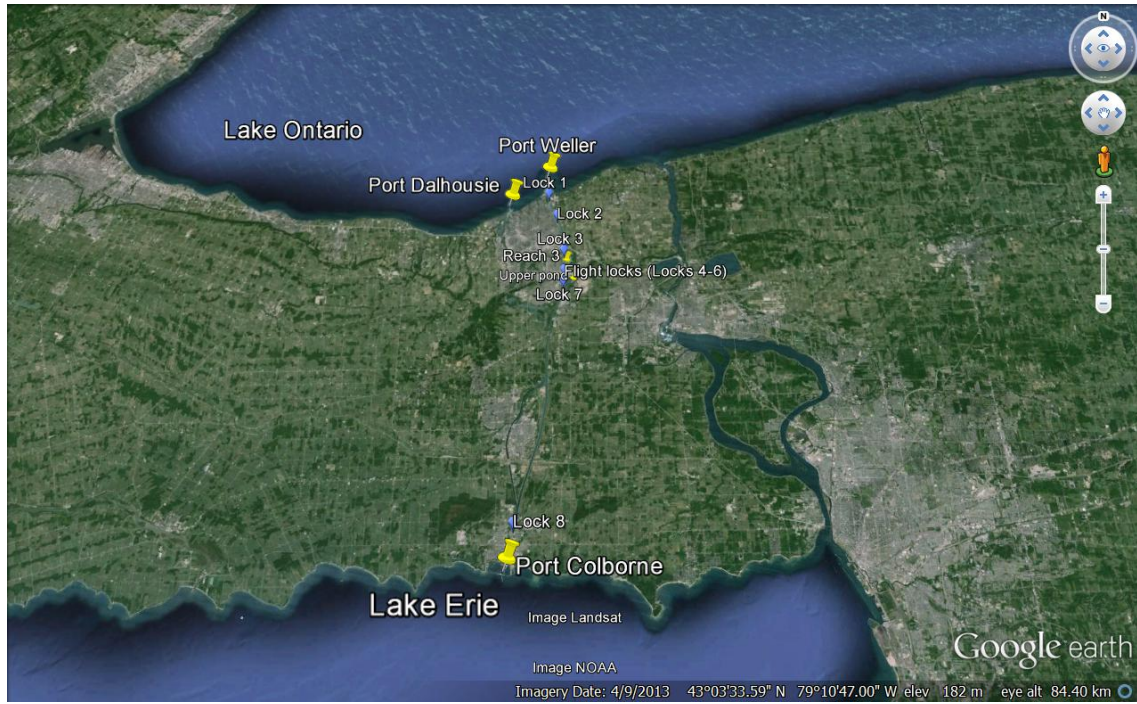 N
Lake Ontario
Port Weller
Port Dalhousie
Lock 1
Lock 2
Lock 3
Reach 3
Upper pond
Flight locks (Locks 4-6)
Lock 7
Lock 8
Port Colborne
Lake Erie
Image Landsat
Image NOAA
Google earth
Imagery Date: 4/9/2013 43°03'33.59" N 79°10'47.00" W elev 182 m eye alt 84.40 km